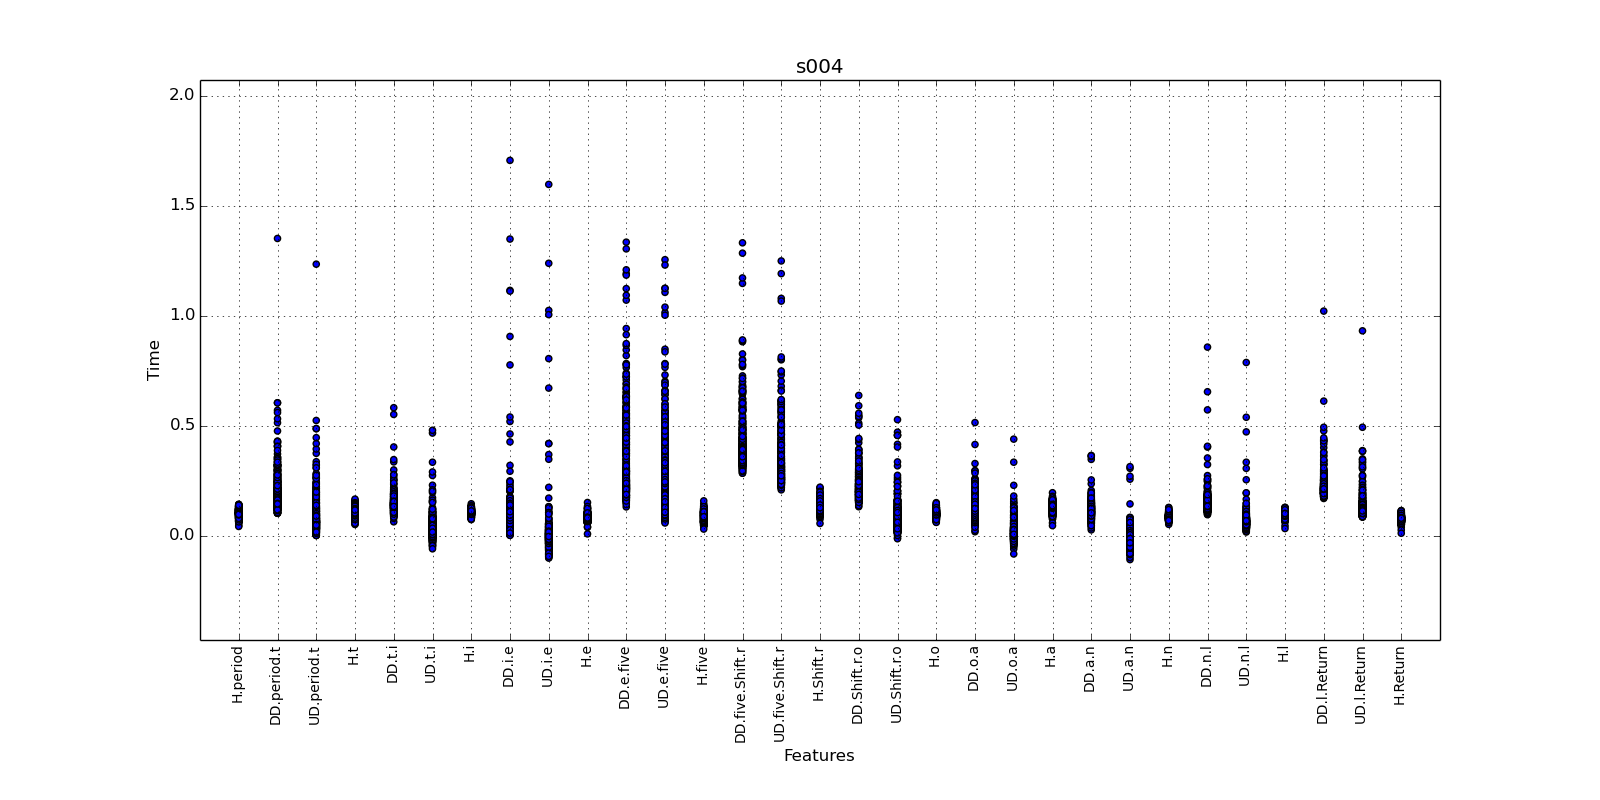 s004
2.0
1.5
1.0
0.5
0.0
Time
H.period
DD.period.t
UD.period.t
H.t
DD.t.i
UD.t.i
H.i
DD.i.e
UD.i.e
H.e
DD.e.five
UD.e.five
H.five
DD.five.Shift.r
UD.five.Shift.r
H.Shift.r
DD.Shift.r.o
UD.Shift.r.o
H.o
DD.o.a
UD.o.a
H.a
DD.a.n
UD.a.n
H.n
DD.n.l
UD.n.l
H.l
DD.l.Return
UD.l.Return
H.Return
Features